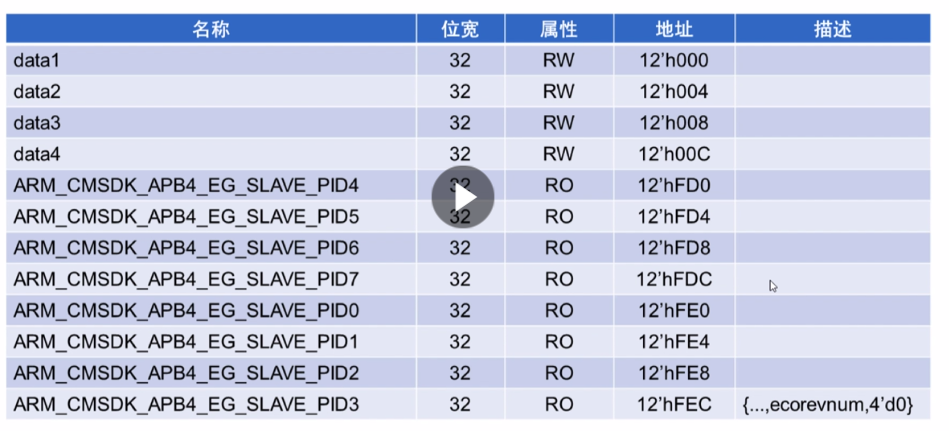 名称 位宽 属性 地址 描述
data1 32 RW 12'h000
data2 32 RW 12'h004
data3 32 RW 12'h008
data4 32 RW 12'h00C
ARM_CMSDK_APB4_EG_SLAVE_PID4 32 RO 12'hFD0
ARM_CMSDK_APB4_EG_SLAVE_PID5 32 RO 12'hFD4
ARM_CMSDK_APB4_EG_SLAVE_PID6 32 RO 12'hFD8
ARM_CMSDK_APB4_EG_SLAVE_PID7 32 RO 12'hFDC
ARM_CMSDK_APB4_EG_SLAVE_PID0 32 RO 12'hFE0
ARM_CMSDK_APB4_EG_SLAVE_PID1 32 RO 12'hFE4
ARM_CMSDK_APB4_EG_SLAVE_PID2 32 RO 12'hFE8
ARM_CMSDK_APB4_EG_SLAVE_PID3 32 RO 12'hFEC {...,ecorevnum,4'd0}